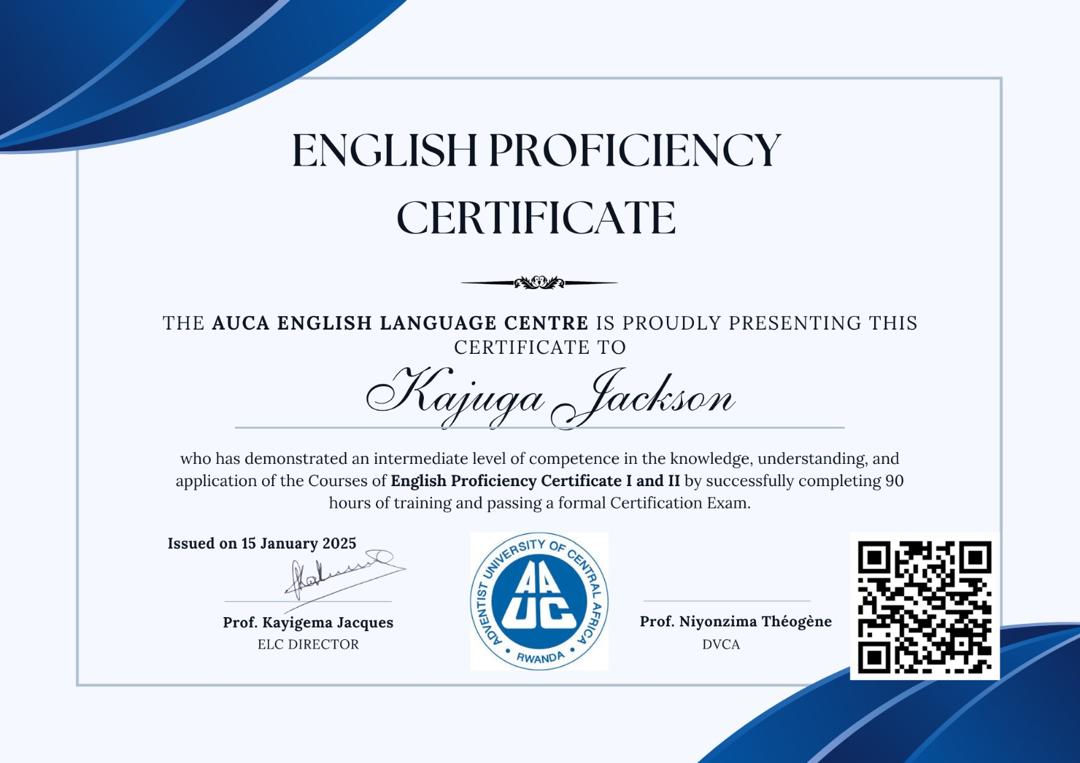 ENGLISH PROFICIENCY
CERTIFICATE
THE AUCA ENGLISH LANGUAGE CENTRE IS PROUDLY PRESENTING THIS
CERTIFICATE TO
Kajuga Jackson
who has demonstrated an intermediate level of competence in the knowledge, understanding, and
application of the Courses of English Proficiency Certificate I and II by successfully completing 90
hours of training and passing a formal Certification Exam.
Issued on 15 January 2025
Prof. Kayigema Jacques
ELC DIRECTOR
ADVENTIST UNIVERSITY OF CENTRAL AFRICA
AAUC
• RWANDA •
Prof. Niyonzima Théogène
DVCA